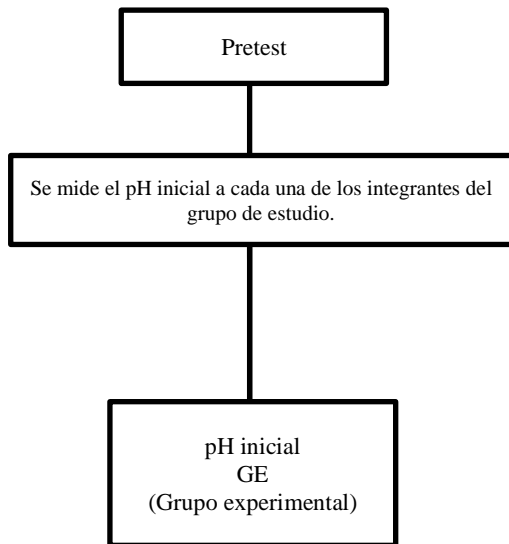 Pretest
Se mide el pH inicial a cada una de los integrantes del
grupo de estudio.
pH inicial
GE
(Grupo experimental)